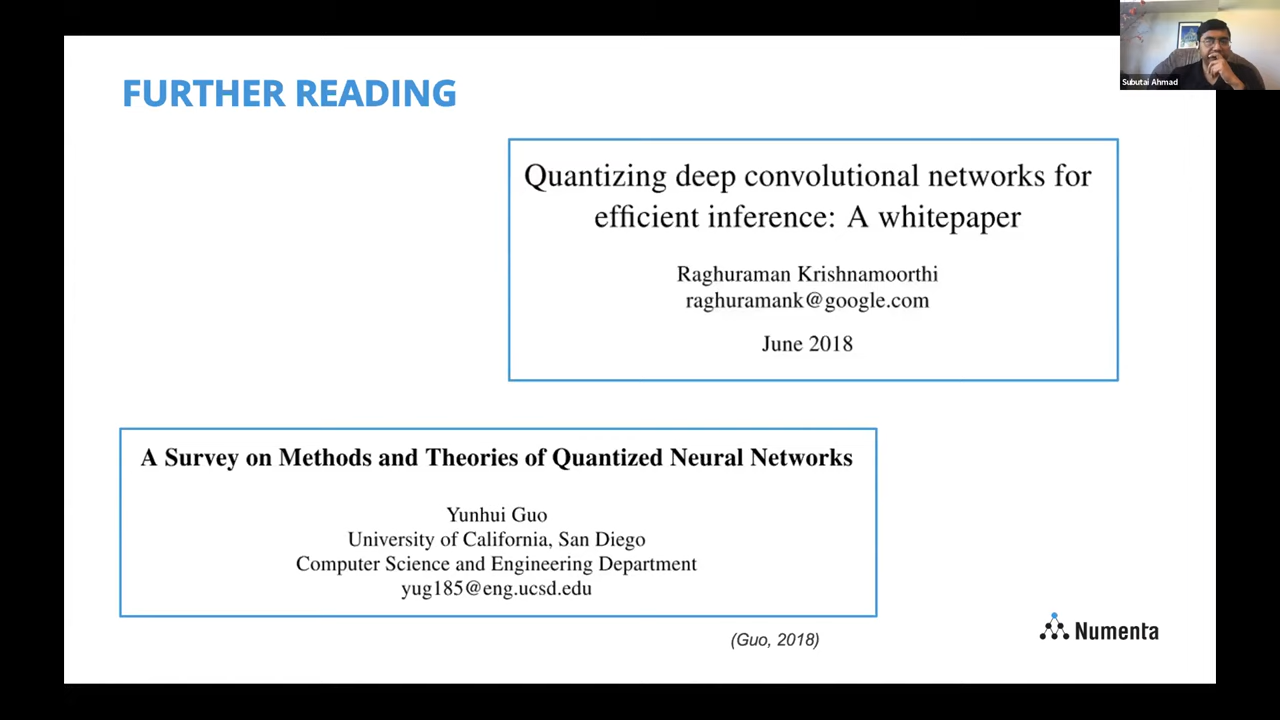 FURTHER READING
Subutai Ahmad
Quantizing deep convolutional networks for
efficient inference: A whitepaper
Raghuraman Krishnamoorthi
raghuramank@google.com
June 2018
A Survey on Methods and Theories of Quantized Neural Networks
Yunhui Guo
University of California, San Diego
Computer Science and Engineering Department
yug185@eng.ucsd.edu
(Guo, 2018)
Numenta